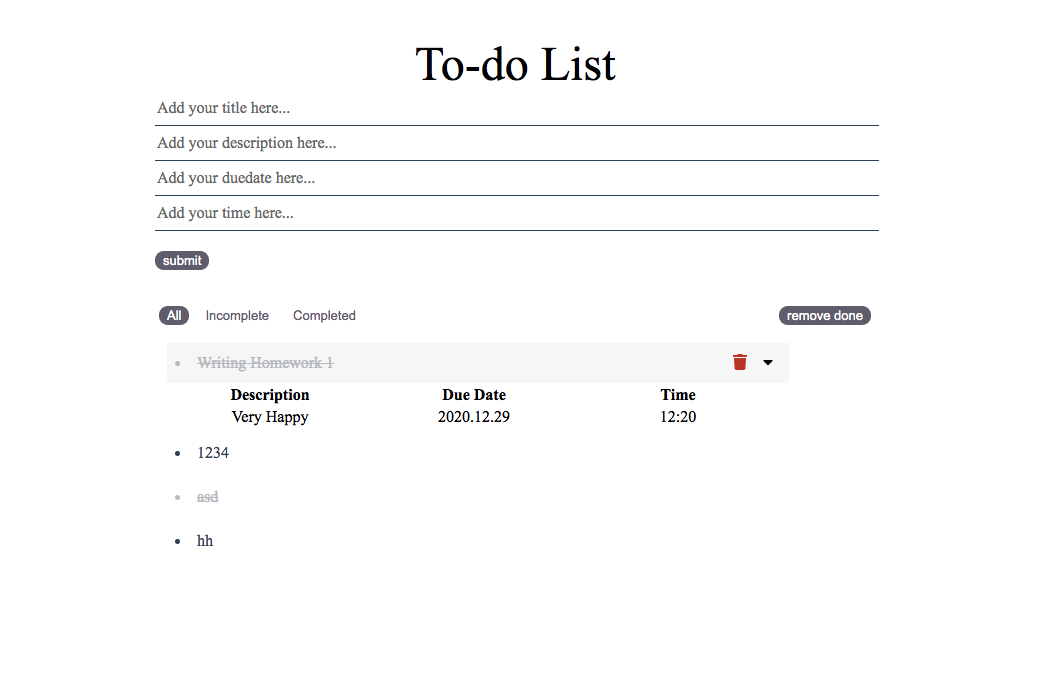 To-do List
Add your title here...
Add your description here...
Add your duedate here...
Add your time here...
submit
All Incomplete Completed remove done
Writing Homework 1
Description Due Date Time
Very Happy 2020.12.29 12:20
1234
asd
hh